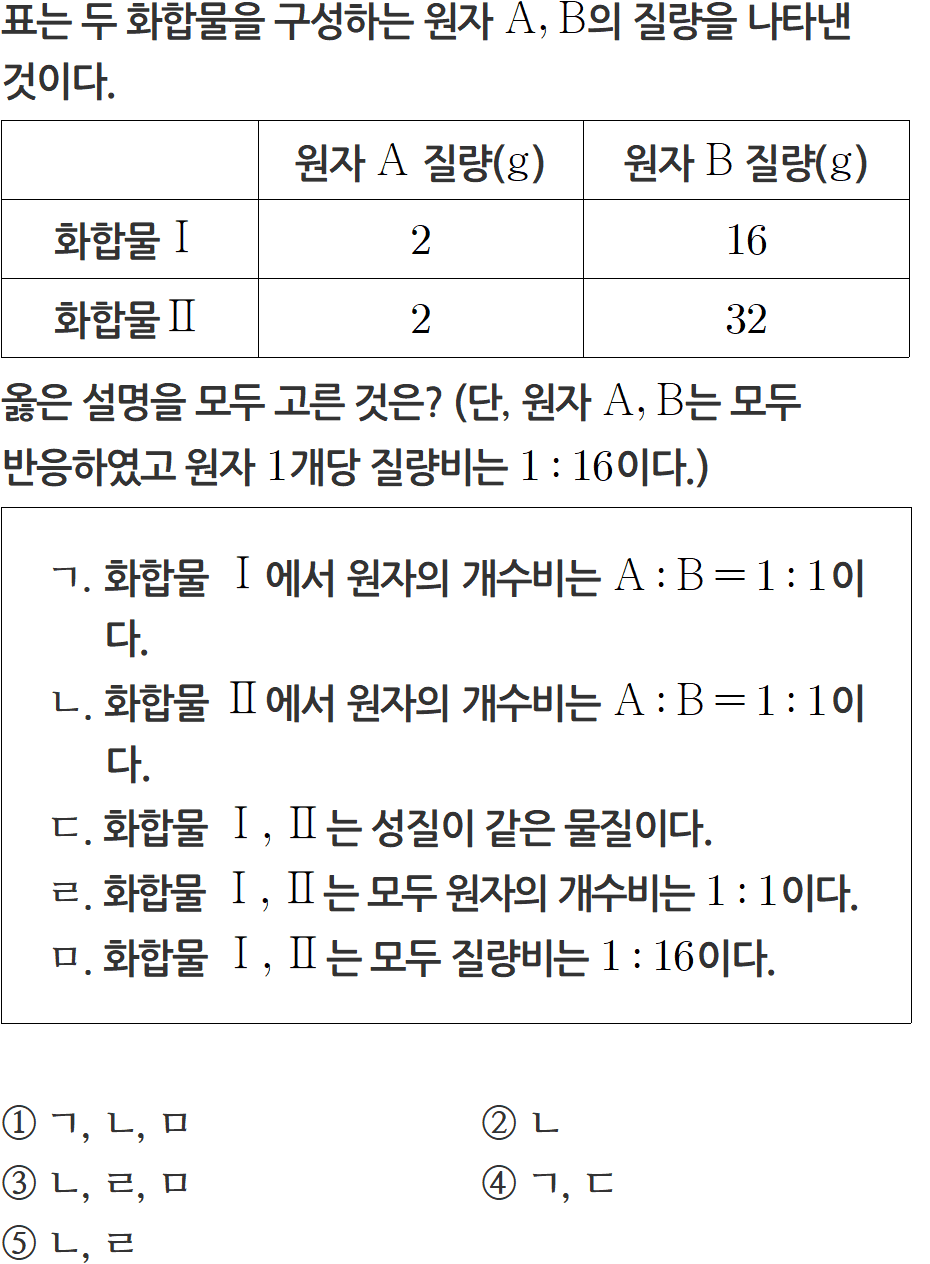 표는 두 화합물을 구성하는 원자 A, B의 질량을 나타낸
것이다.
원자 A 질량(g) 원자 B 질량(g)
화합물 Ⅰ 2 16
화합물 Ⅱ 2 32
옳은 설명을 모두 고른 것은? (단, 원자 A, B는 모두
반응하였고 원자 1개당 질량비는 1 : 16이다.)
ㄱ. 화합물 Ⅰ에서 원자의 개수비는 A : B = 1 : 1이
다.
ㄴ. 화합물 Ⅱ에서 원자의 개수비는 A : B = 1 : 1이
다.
ㄷ. 화합물 Ⅰ, Ⅱ는 성질이 같은 물질이다.
ㄹ. 화합물 Ⅰ, Ⅱ는 모두 원자의 개수비는 1 : 1이다.
ㅁ. 화합물 Ⅰ, Ⅱ는 모두 질량비는 1 : 16이다.
① ㄱ, ㄴ, ㅁ ② ㄴ
③ ㄴ, ㄹ, ㅁ ④ ㄱ, ㄷ
⑤ ㄴ, ㄹ